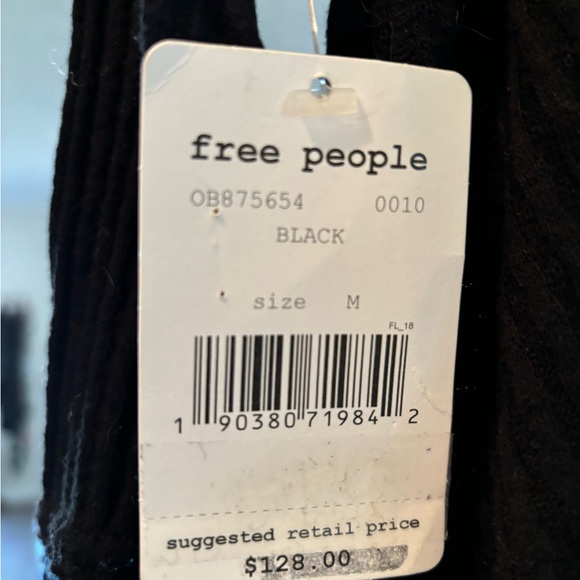 free people
OB875654 0010
BLACK
size M
FL_18
1 90380 71984 2
suggested retail price
$128.00